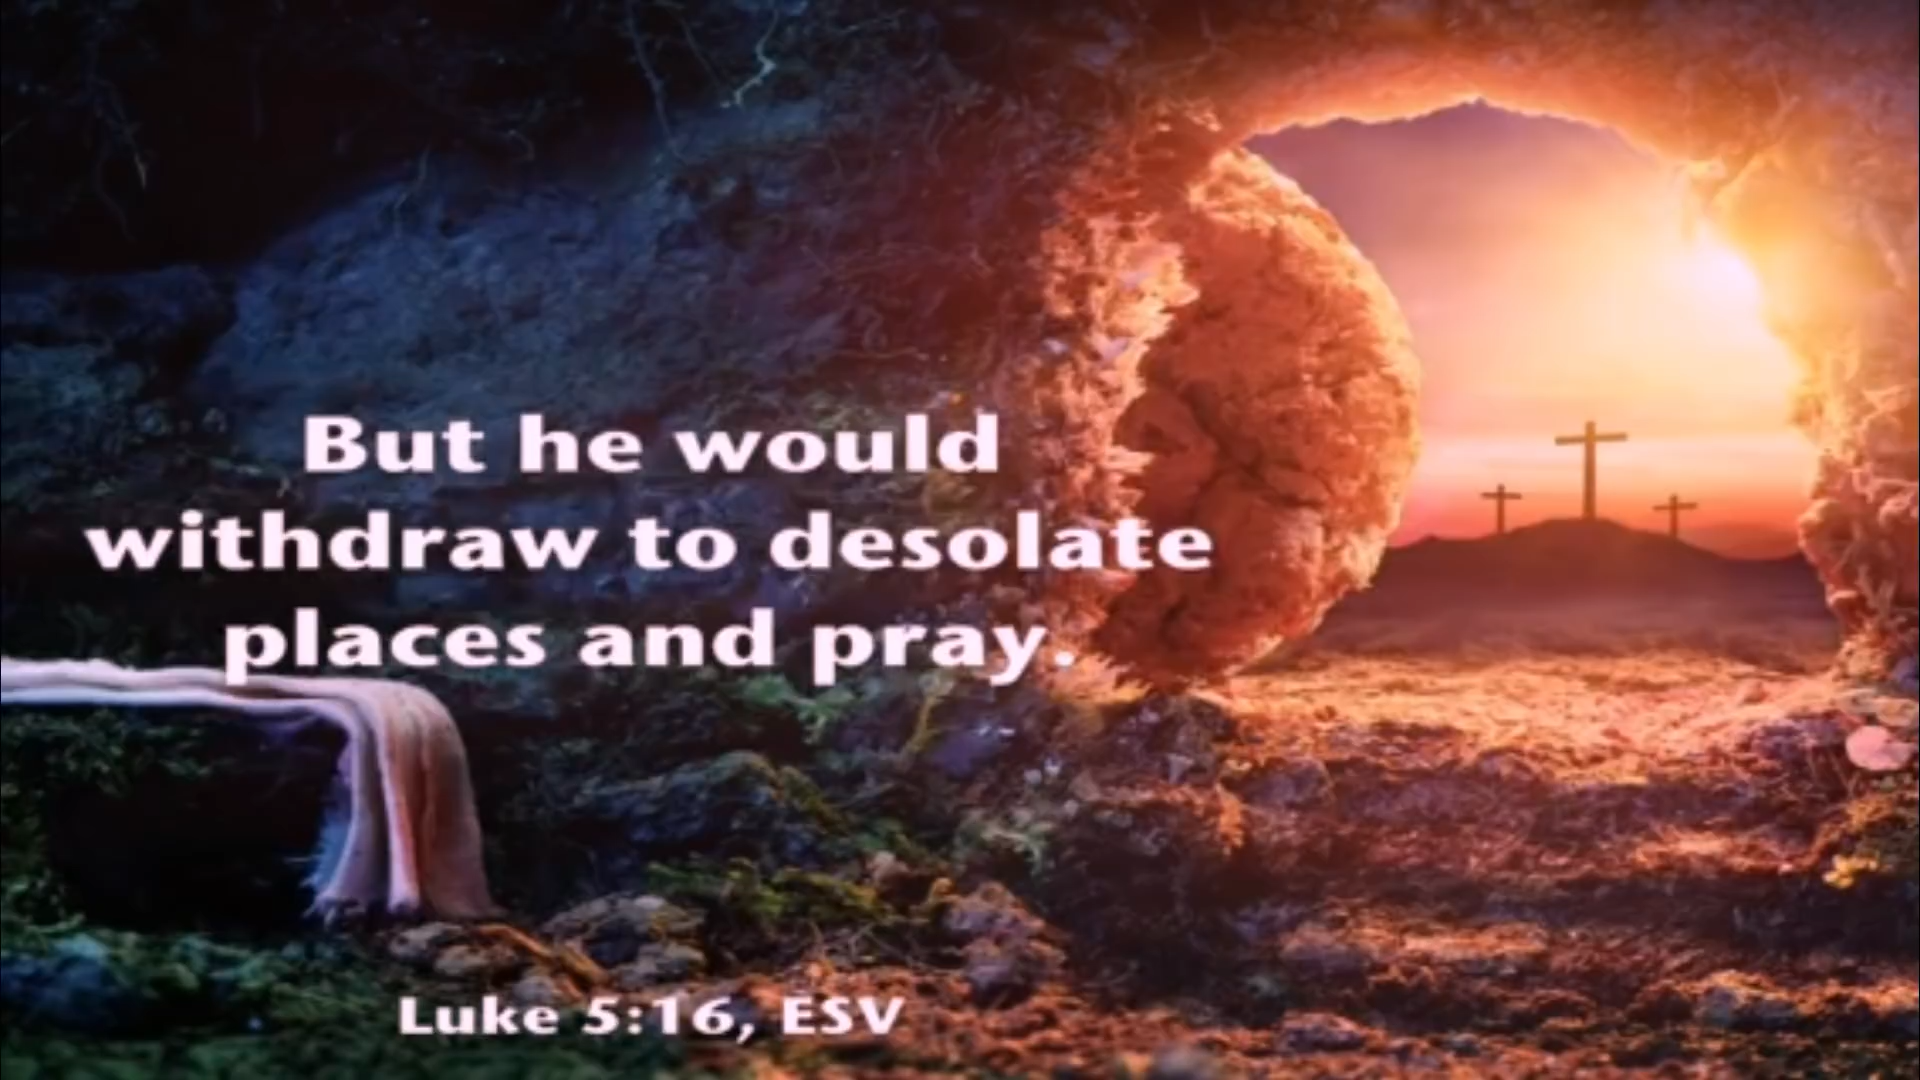 But he would
withdraw to desolate
places and pray.
Luke 5:16, ESV